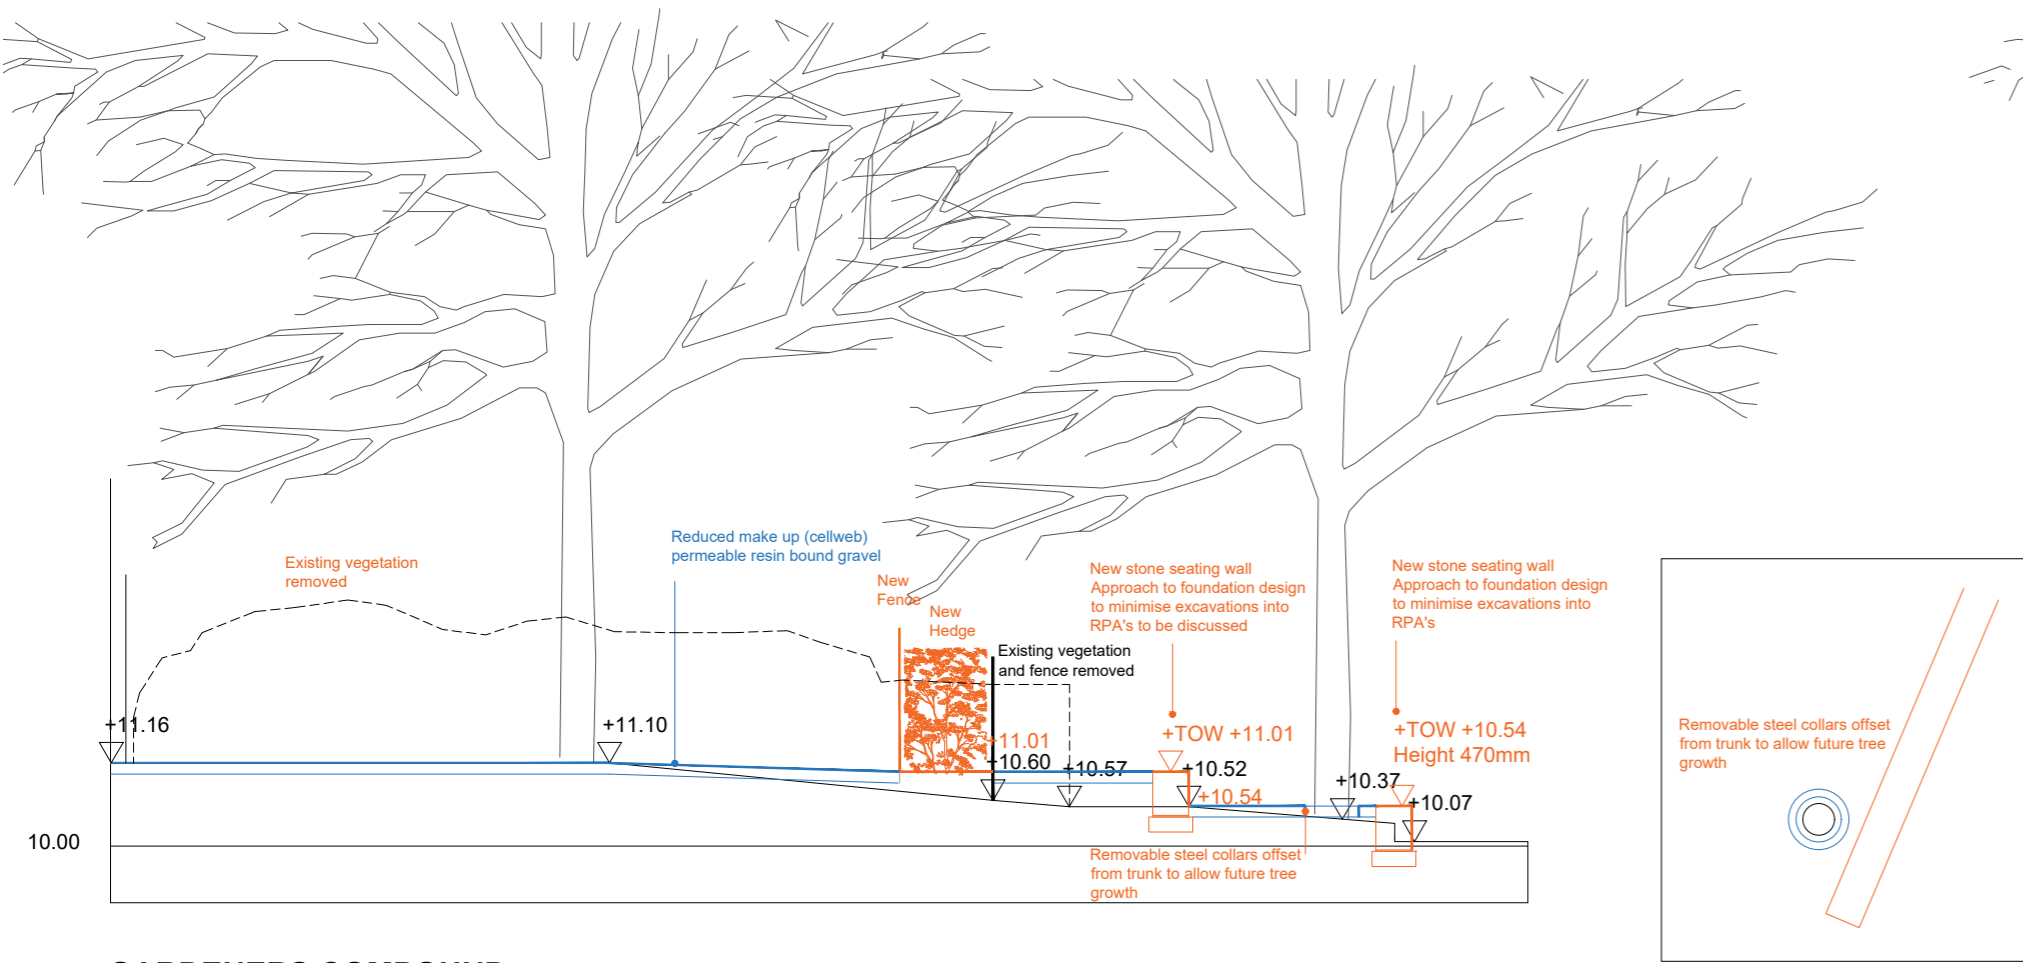 Existing vegetation
removed
Reduced make up (cellweb)
permeable resin bound gravel
New
Fence
New
Hedge
Existing vegetation
and fence removed
New stone seating wall
Approach to foundation design
to minimise excavations into
RPA's to be discussed
New stone seating wall
Approach to foundation design
to minimise excavations into
RPA's
+11.16
+11.10
+11.01
+10.60
+10.57
+TOW +11.01
+10.52
+10.54
+TOW +10.54
Height 470mm
+10.37
+10.07
10.00
Removable steel collars offset
from trunk to allow future tree
growth
Removable steel collars offset
from trunk to allow future tree
growth
GARDENERS COMPOUND